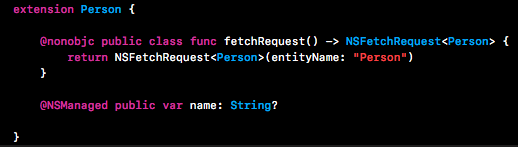 extension Person {
@nonobjc public class func fetchRequest() -> NSFetchRequest<Person> {
return NSFetchRequest<Person>(entityName: "Person")
}
@NSManaged public var name: String?
}